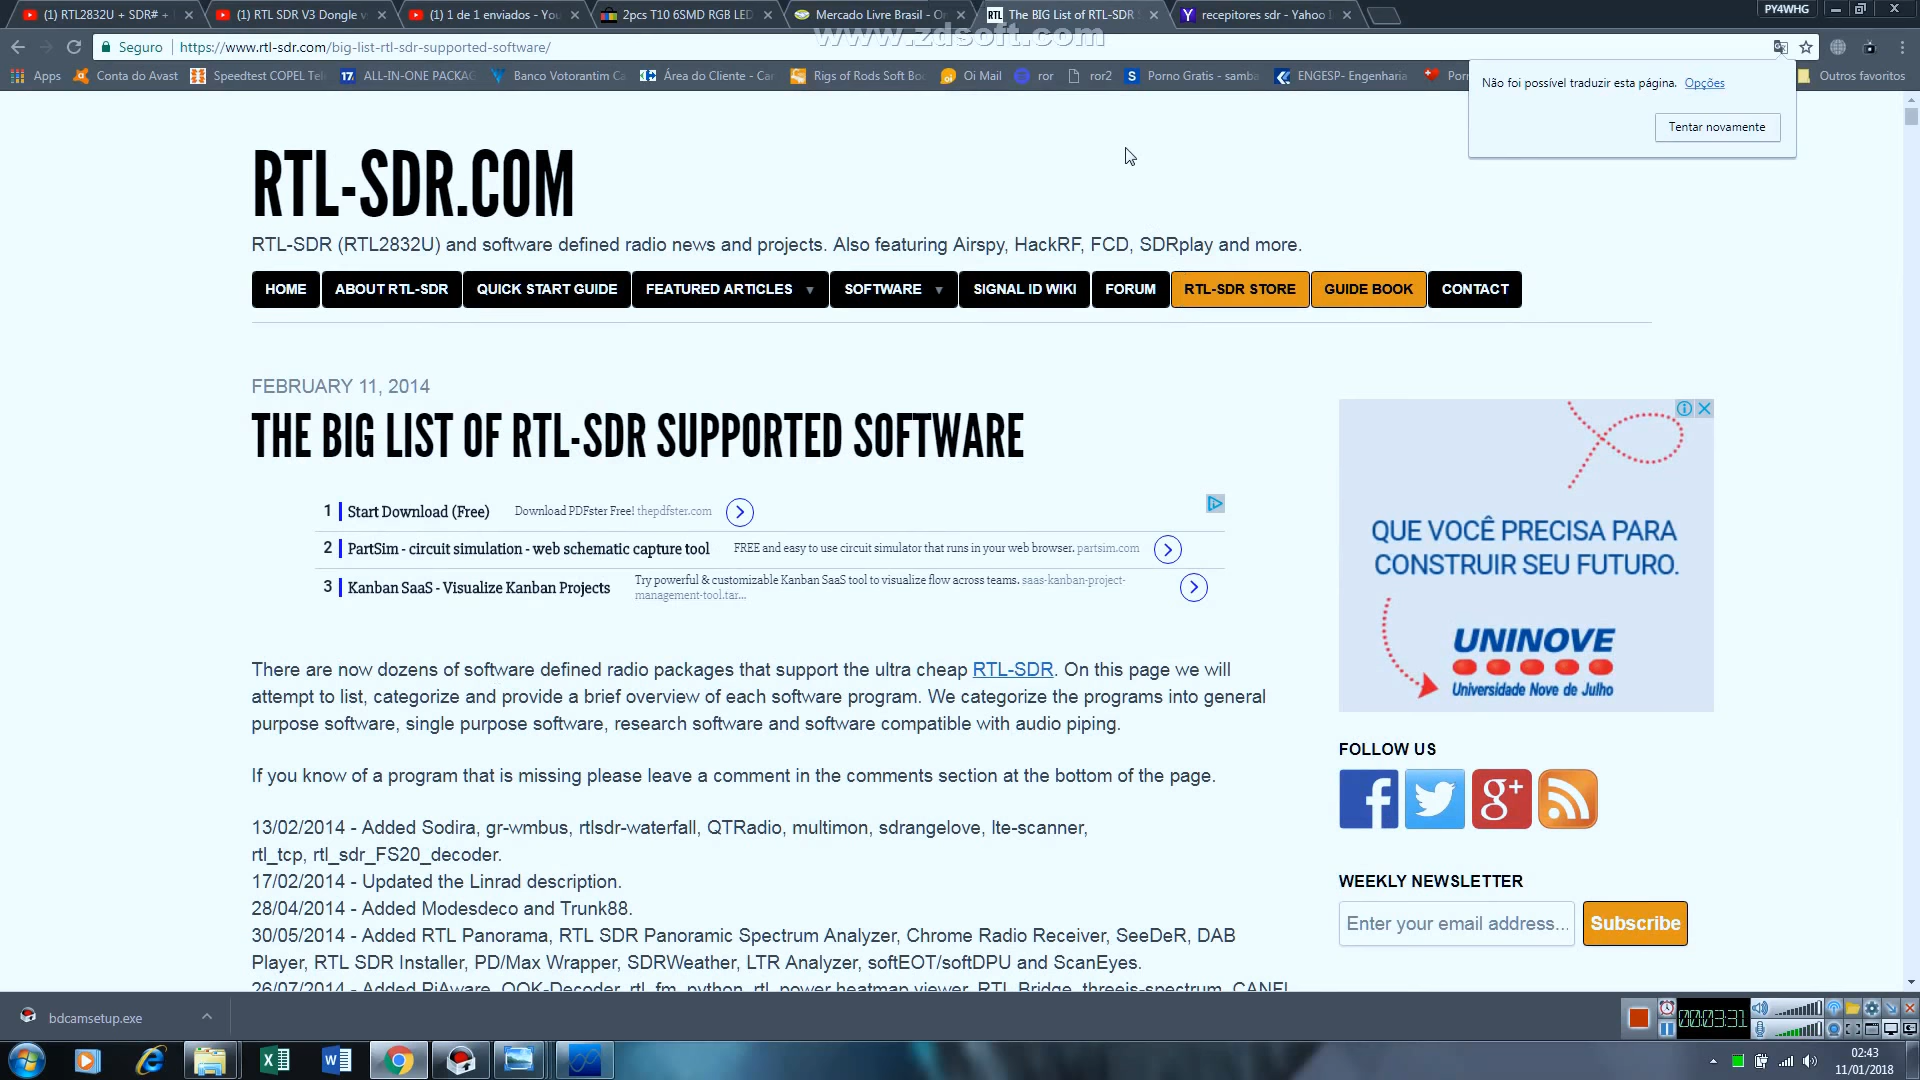 (1) RTL2832U + SDR# +
(1) RTL SDR V3 Dongle v
(1) 1 de 1 enviados - You
2pcs T10 6SMD RGB LED
Mercado Livre Brasil - O
The BIG List of RTL-SDR
recepitores sdr - Yahoo
PY4WHG
www.zdsoft.com
Seguro
https://www.rtl-sdr.com/big-list-rtl-sdr-supported-software/
Apps
Conta do Avast
Speedtest COPEL Tel
ALL-IN-ONE PACKAG
Banco Votorantim Ca
Área do Cliente - Ca
Rigs of Rods Soft Bo
Oi Mail
ror
ror2
Porno Gratis - samba
ENGESP- Engenharia
Porn
Outros favoritos
Não foi possível traduzir esta página. Opções
Tentar novamente
RTL-SDR.COM
RTL-SDR (RTL2832U) and software defined radio news and projects. Also featuring Airspy, HackRF, FCD, SDRplay and more.
HOME
ABOUT RTL-SDR
QUICK START GUIDE
FEATURED ARTICLES
SOFTWARE
SIGNAL ID WIKI
FORUM
RTL-SDR STORE
GUIDE BOOK
CONTACT
FEBRUARY 11, 2014
THE BIG LIST OF RTL-SDR SUPPORTED SOFTWARE
1 Start Download (Free) Download PDFster Free! thepdfster.com
2 PartSim - circuit simulation - web schematic capture tool FREE and easy to use circuit simulator that runs in your web browser. partsim.com
3 Kanban SaaS - Visualize Kanban Projects Try powerful & customizable Kanban SaaS tool to visualize flow across teams. saas-kanban-project-
management-tool.tar...
There are now dozens of software defined radio packages that support the ultra cheap RTL-SDR. On this page we will
attempt to list, categorize and provide a brief overview of each software program. We categorize the programs into general
purpose software, single purpose software, research software and software compatible with audio piping.
If you know of a program that is missing please leave a comment in the comments section at the bottom of the page.
13/02/2014 - Added Sodira, gr-wmbus, rtlsdr-waterfall, QTRadio, multimon, sdrangelove, lte-scanner,
rtl_tcp, rtl_sdr_FS20_decoder.
17/02/2014 - Updated the Linrad description.
28/04/2014 - Added Modesdeco and Trunk88.
30/05/2014 - Added RTL Panorama, RTL SDR Panoramic Spectrum Analyzer, Chrome Radio Receiver, SeeDeR, DAB
Player, RTL SDR Installer, PD/Max Wrapper, SDRWeather, LTR Analyzer, softEOT/softDPU and ScanEyes.
26/07/2014 - Added PiAware, OOK-Decoder, rtl_fm_python, rtl_power heatmap viewer, RTL Bridge, threejs-spectrum, CANFI
QUE VOCÊ PRECISA PARA
CONSTRUIR SEU FUTURO.
UNINOVE
Universidade Nove de Julho
FOLLOW US
WEEKLY NEWSLETTER
Enter your email address...
Subscribe
bdcamsetup.exe
00:03:31
02:43
11/01/2018